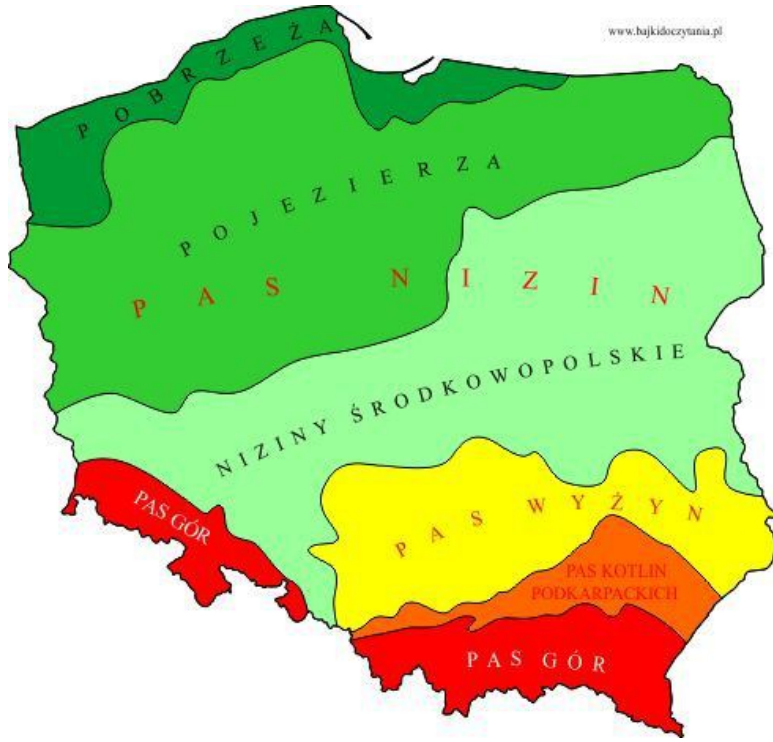 www.bajkidoczytania.pl
POBRZEŻA
POJEZIERZA
PAS NIZIN
NIZINY ŚRODKOWOPOLSKIE
PAS GÓR
PAS WYŻYN
PAS KOTLIN
PODKARPACKICH
PAS GÓR